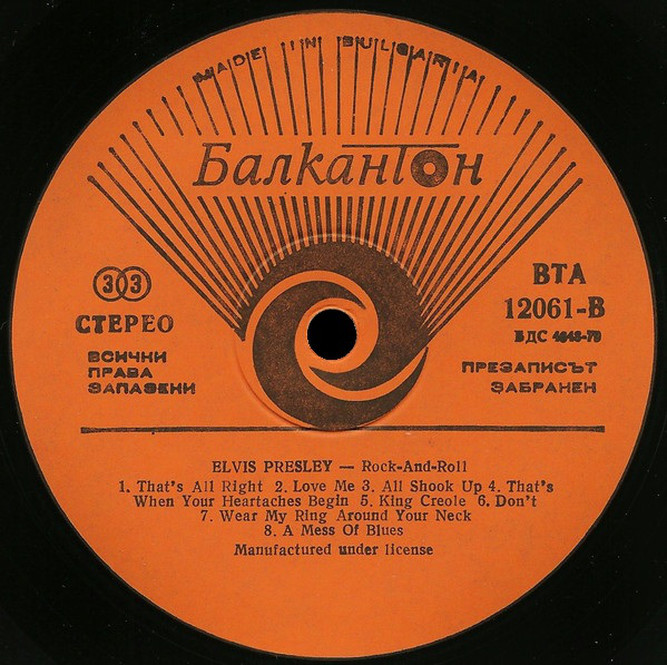 MADE IN BULGARIA
Балкантон
33
СТЕРЕО
ВСИЧКИ
ПРАВА
ЗАПАЗЕНИ
ВТА
12061-В
БДС
ПРЕЗАПИСЪТ
ЗАБРАНЕН
ELVIS PRESLEY — Rock-And-Roll
1. That's All Right 2. Love Me 3. All Shook Up 4. That's
When Your Heartaches Begin 5. King Creole 6. Don't
7. Wear My Ring Around Your Neck
8. A Mess Of Blues
Manufactured under license